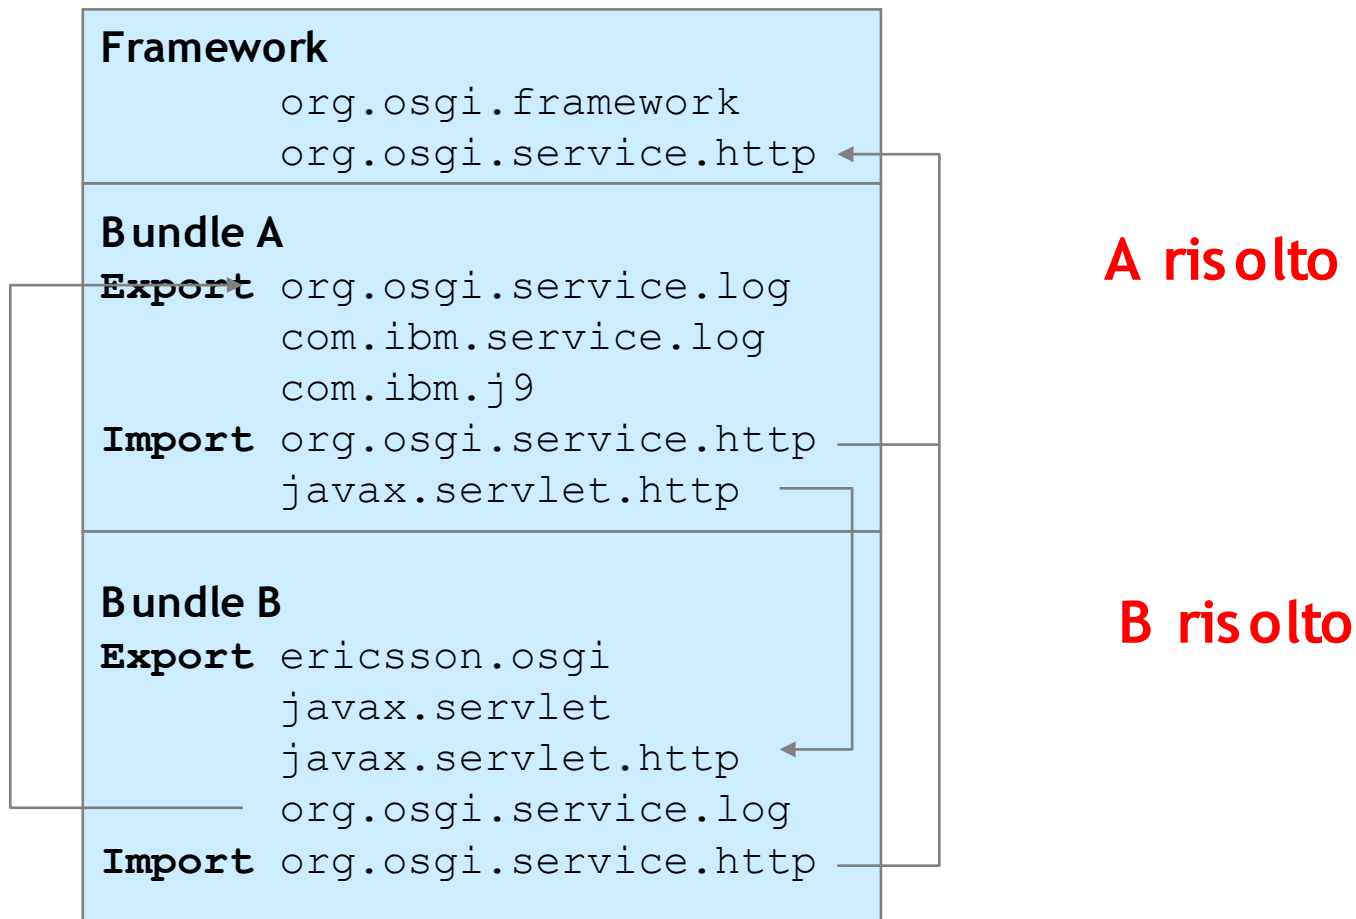 Framework
org.osgi.framework
org.osgi.service.http
Bundle A
Export org.osgi.service.log
com.ibm.service.log
com.ibm.j9
Import org.osgi.service.http
javax.servlet.http
A risolto
Bundle B
Export ericsson.osgi
javax.servlet
javax.servlet.http
org.osgi.service.log
Import org.osgi.service.http
B risolto